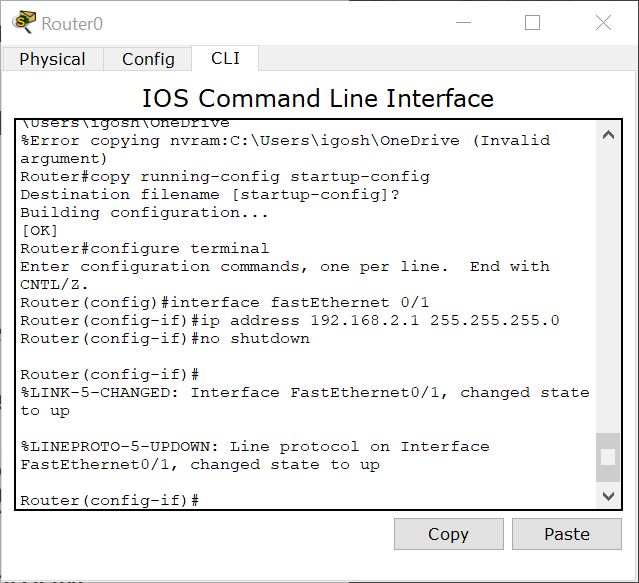 Router0
Physical Config CLI
IOS Command Line Interface
\Users\igosh\OneDrive
%Error copying nvram:C:\Users\igosh\OneDrive (Invalid
argument)
Router#copy running-config startup-config
Destination filename [startup-config]?
Building configuration...
[OK]
Router#configure terminal
Enter configuration commands, one per line.  End with
CNTL/Z.
Router(config)#interface fastEthernet 0/1
Router(config-if)#ip address 192.168.2.1 255.255.255.0
Router(config-if)#no shutdown
Router(config-if)#
%LINK-5-CHANGED: Interface FastEthernet0/1, changed state
to up
%LINEPROTO-5-UPDOWN: Line protocol on Interface
FastEthernet0/1, changed state to up
Router(config-if)#
Copy Paste